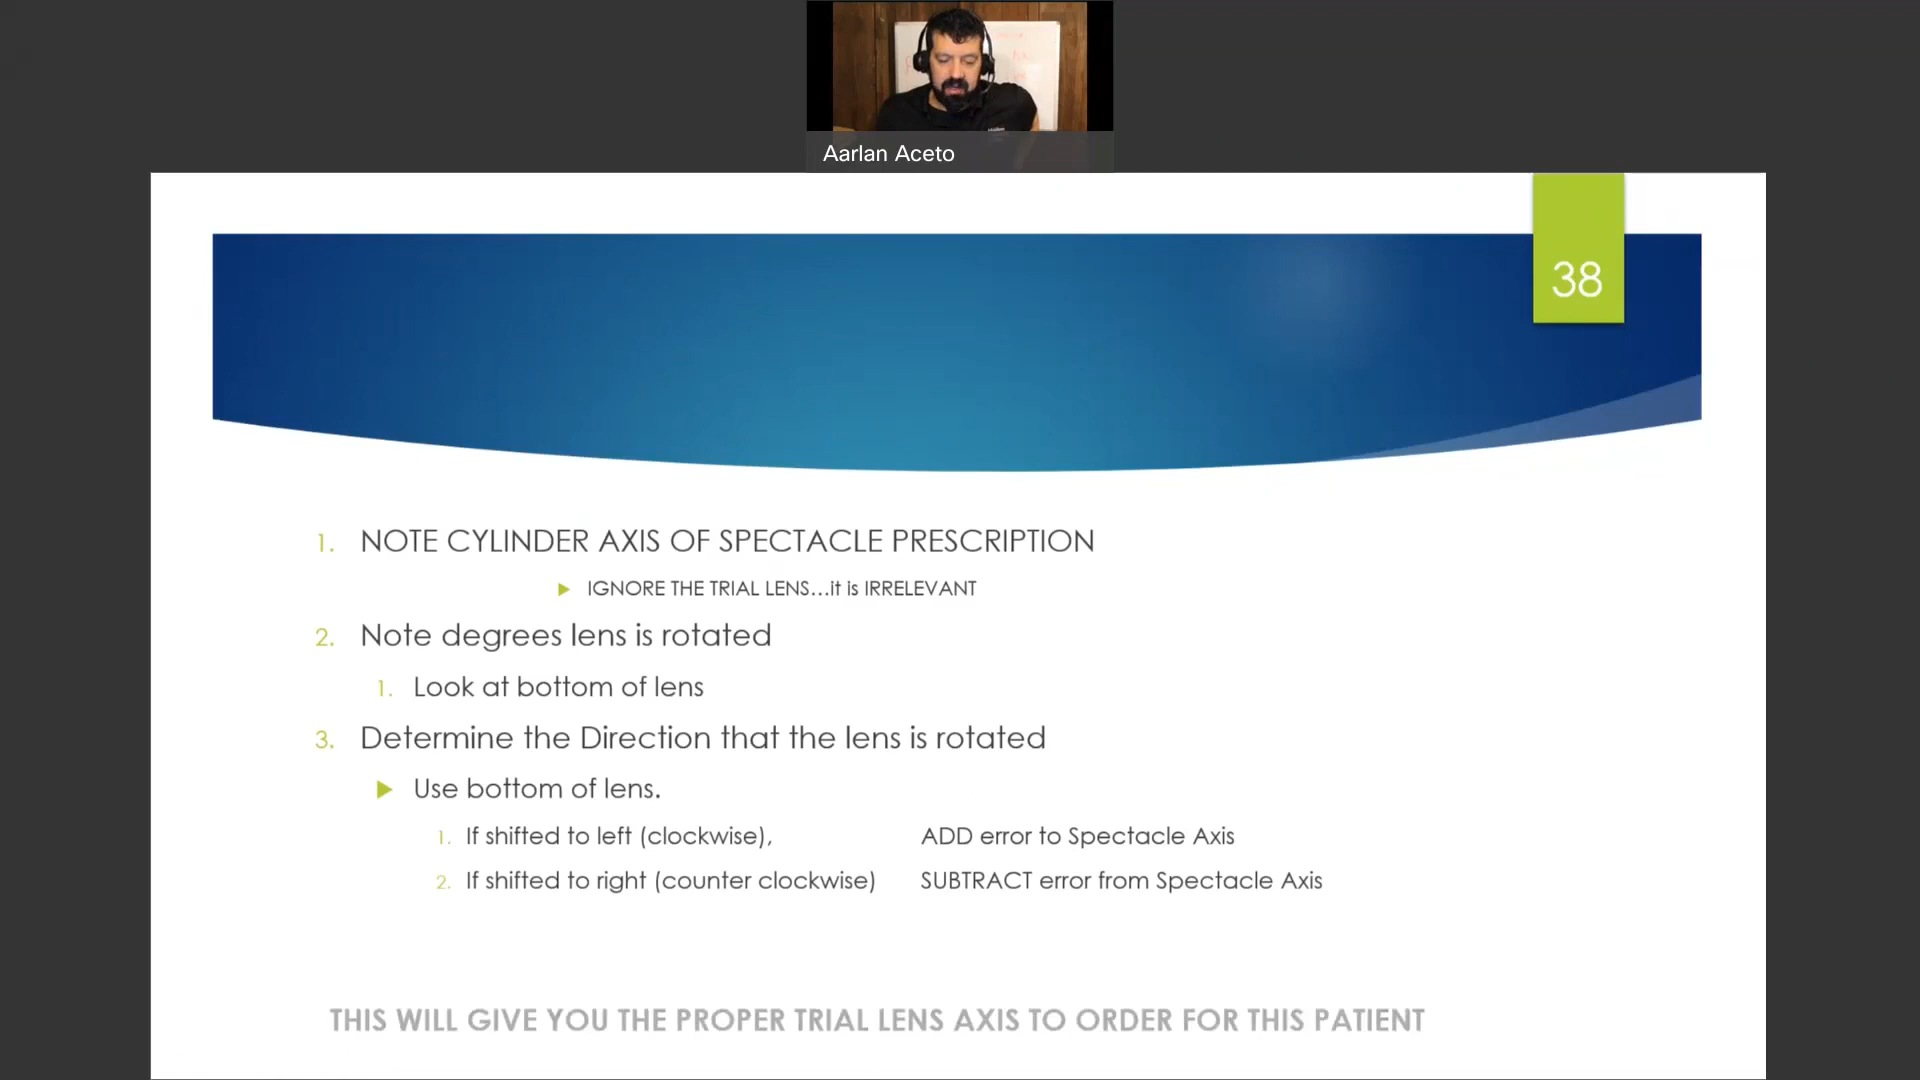 Aarlan Aceto
38
1. NOTE CYLINDER AXIS OF SPECTACLE PRESCRIPTION
IGNORE THE TRIAL LENS...it is IRRELEVANT
2. Note degrees lens is rotated
1. Look at bottom of lens
3. Determine the Direction that the lens is rotated
Use bottom of lens.
1. If shifted to left (clockwise), ADD error to Spectacle Axis
2. If shifted to right (counter clockwise) SUBTRACT error from Spectacle Axis
THIS WILL GIVE YOU THE PROPER TRIAL LENS AXIS TO ORDER FOR THIS PATIENT